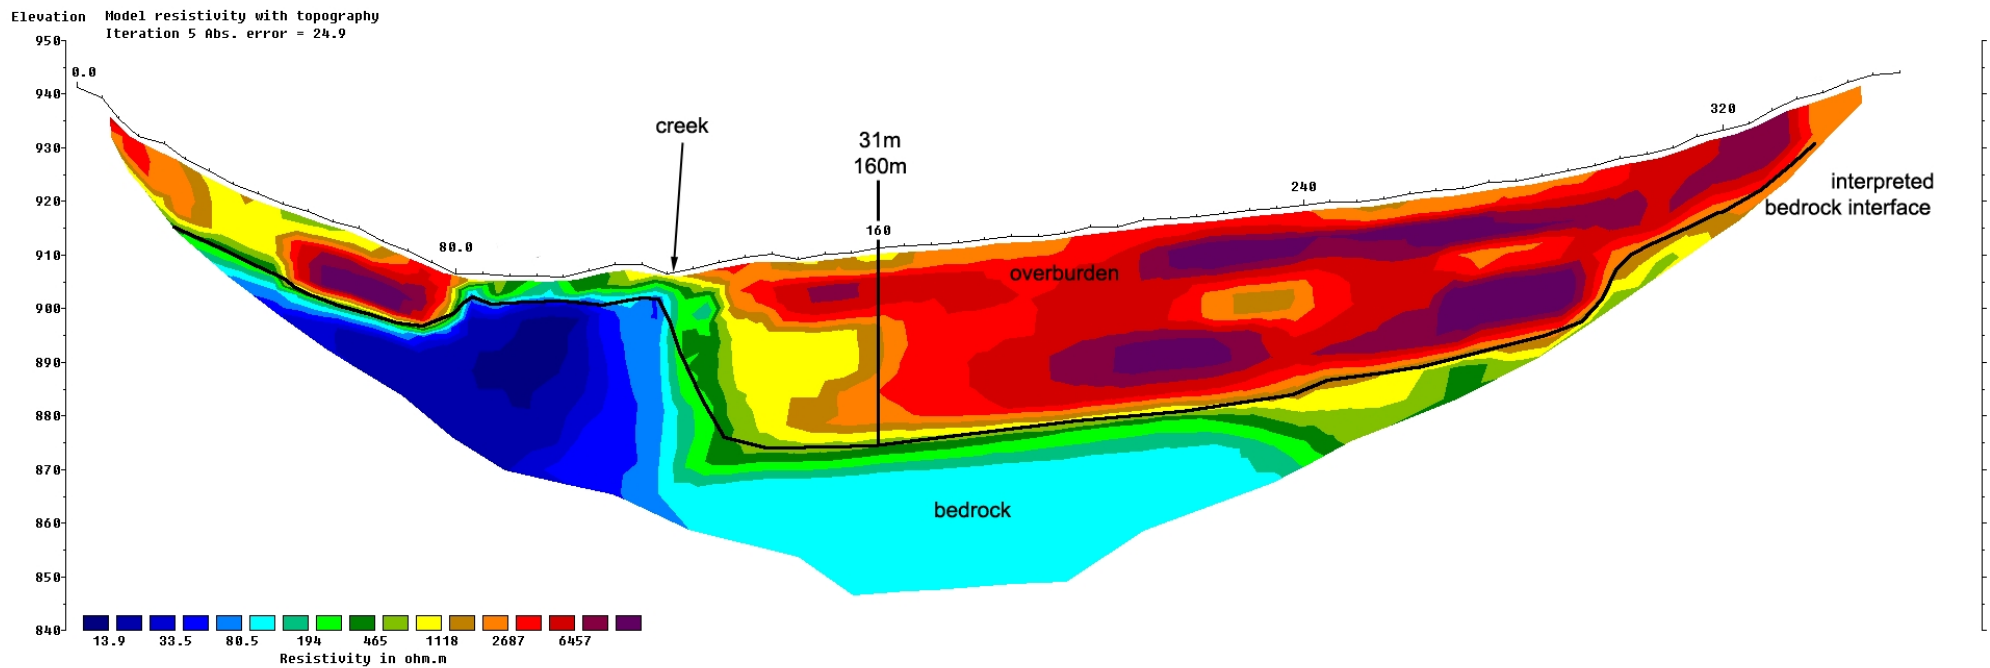 Elevation Model resistivity with topography
Iteration 5 Abs. error = 24.9
950
0.0
940
320
creek
31m
930
160m
interpreted
240
920
bedrock interface
160
80.0
910
overburden
900
890
880
870
bedrock
860
850
840
13.9 33.5 80.5 194 465 1118 2687 6457
Resistivity in ohm.m